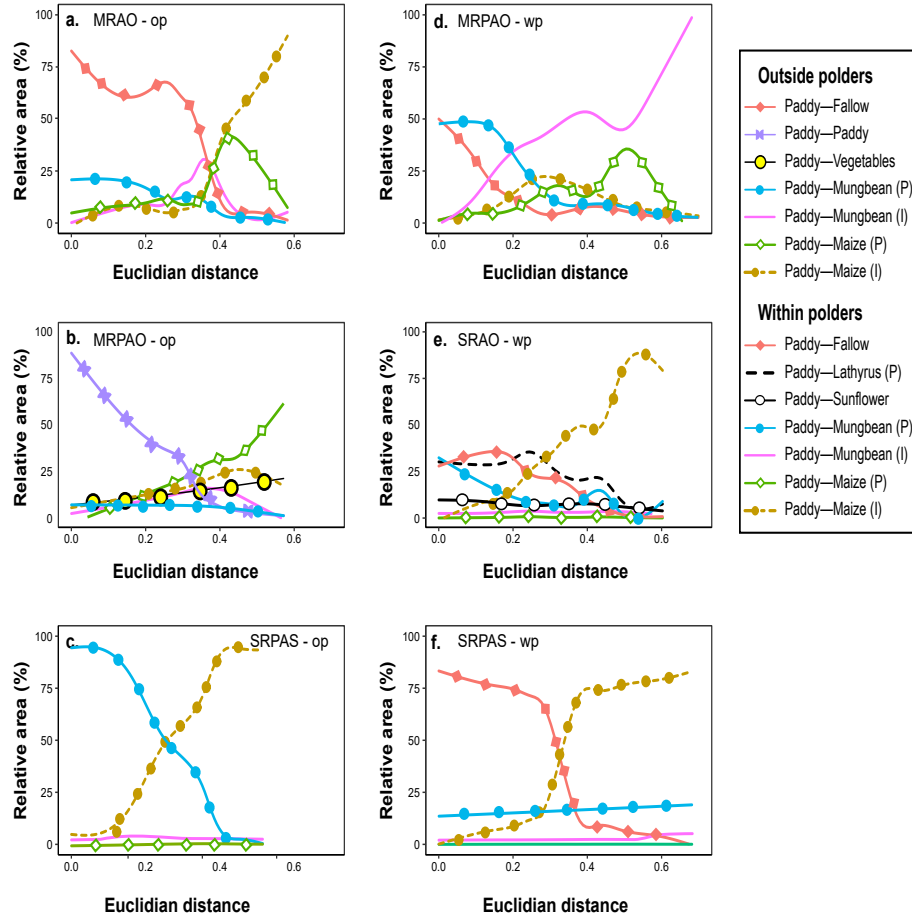 a. MRAO - op
Relative area (%)
100
75
50
25
0
0.0 0.2 0.4 0.6
Euclidian distance
d. MRPAO - wp
Relative area (%)
100
75
50
25
0
0.0 0.2 0.4 0.6
Euclidian distance
b. MRPAO - op
Relative area (%)
100
75
50
25
0
0.0 0.2 0.4 0.6
Euclidian distance
e. SRAO - wp
Relative area (%)
100
75
50
25
0
0.0 0.2 0.4 0.6
Euclidian distance
c. SRPAS - op
Relative area (%)
100
75
50
25
0
0.0 0.2 0.4 0.6
Euclidian distance
f. SRPAS - wp
Relative area (%)
100
75
50
25
0
0.0 0.2 0.4 0.6
Euclidian distance
Outside polders
Paddy—Fallow
Paddy—Paddy
Paddy—Vegetables
Paddy—Mungbean (P)
Paddy—Mungbean (I)
Paddy—Maize (P)
Paddy—Maize (I)
Within polders
Paddy—Fallow
Paddy—Lathyrus (P)
Paddy—Sunflower
Paddy—Mungbean (P)
Paddy—Mungbean (I)
Paddy—Maize (P)
Paddy—Maize (I)